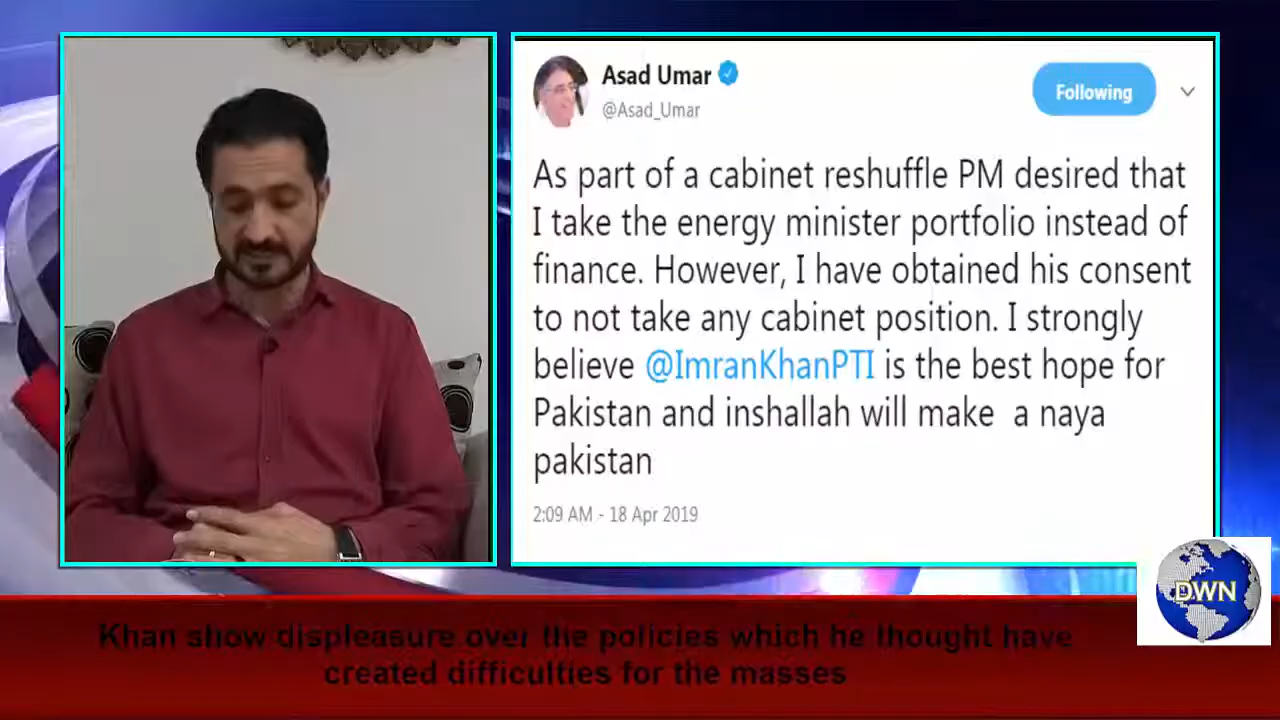 Asad Umar
@Asad_Umar
Following
As part of a cabinet reshuffle PM desired that
I take the energy minister portfolio instead of
finance. However, I have obtained his consent
to not take any cabinet position. I strongly
believe @ImranKhanPTI is the best hope for
Pakistan and inshallah will make a naya
pakistan
2:09 AM - 18 Apr 2019
DWN
Khan show displeasure over the policies which he thought have
created difficulties for the masses